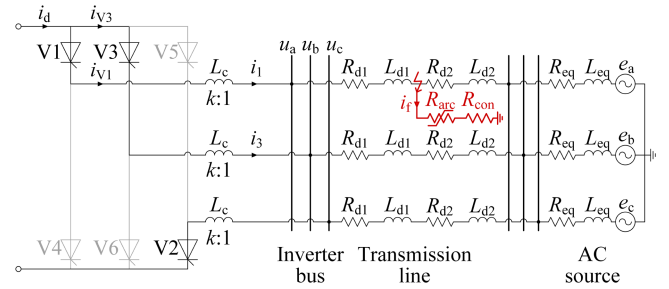 i_d i_V3 u_a u_b u_c
V1 V3 V5
i_V1 L_c i_1 R_d1 L_d1 R_d2 L_d2 R_eq L_eq e_a
k:1 i_f R_arc R_con
L_c i_3 R_d1 L_d1 R_d2 L_d2 R_eq L_eq e_b
k:1
L_c R_d1 L_d1 R_d2 L_d2 R_eq L_eq e_c
V4 V6 V2 k:1
Inverter Transmission AC
bus line source